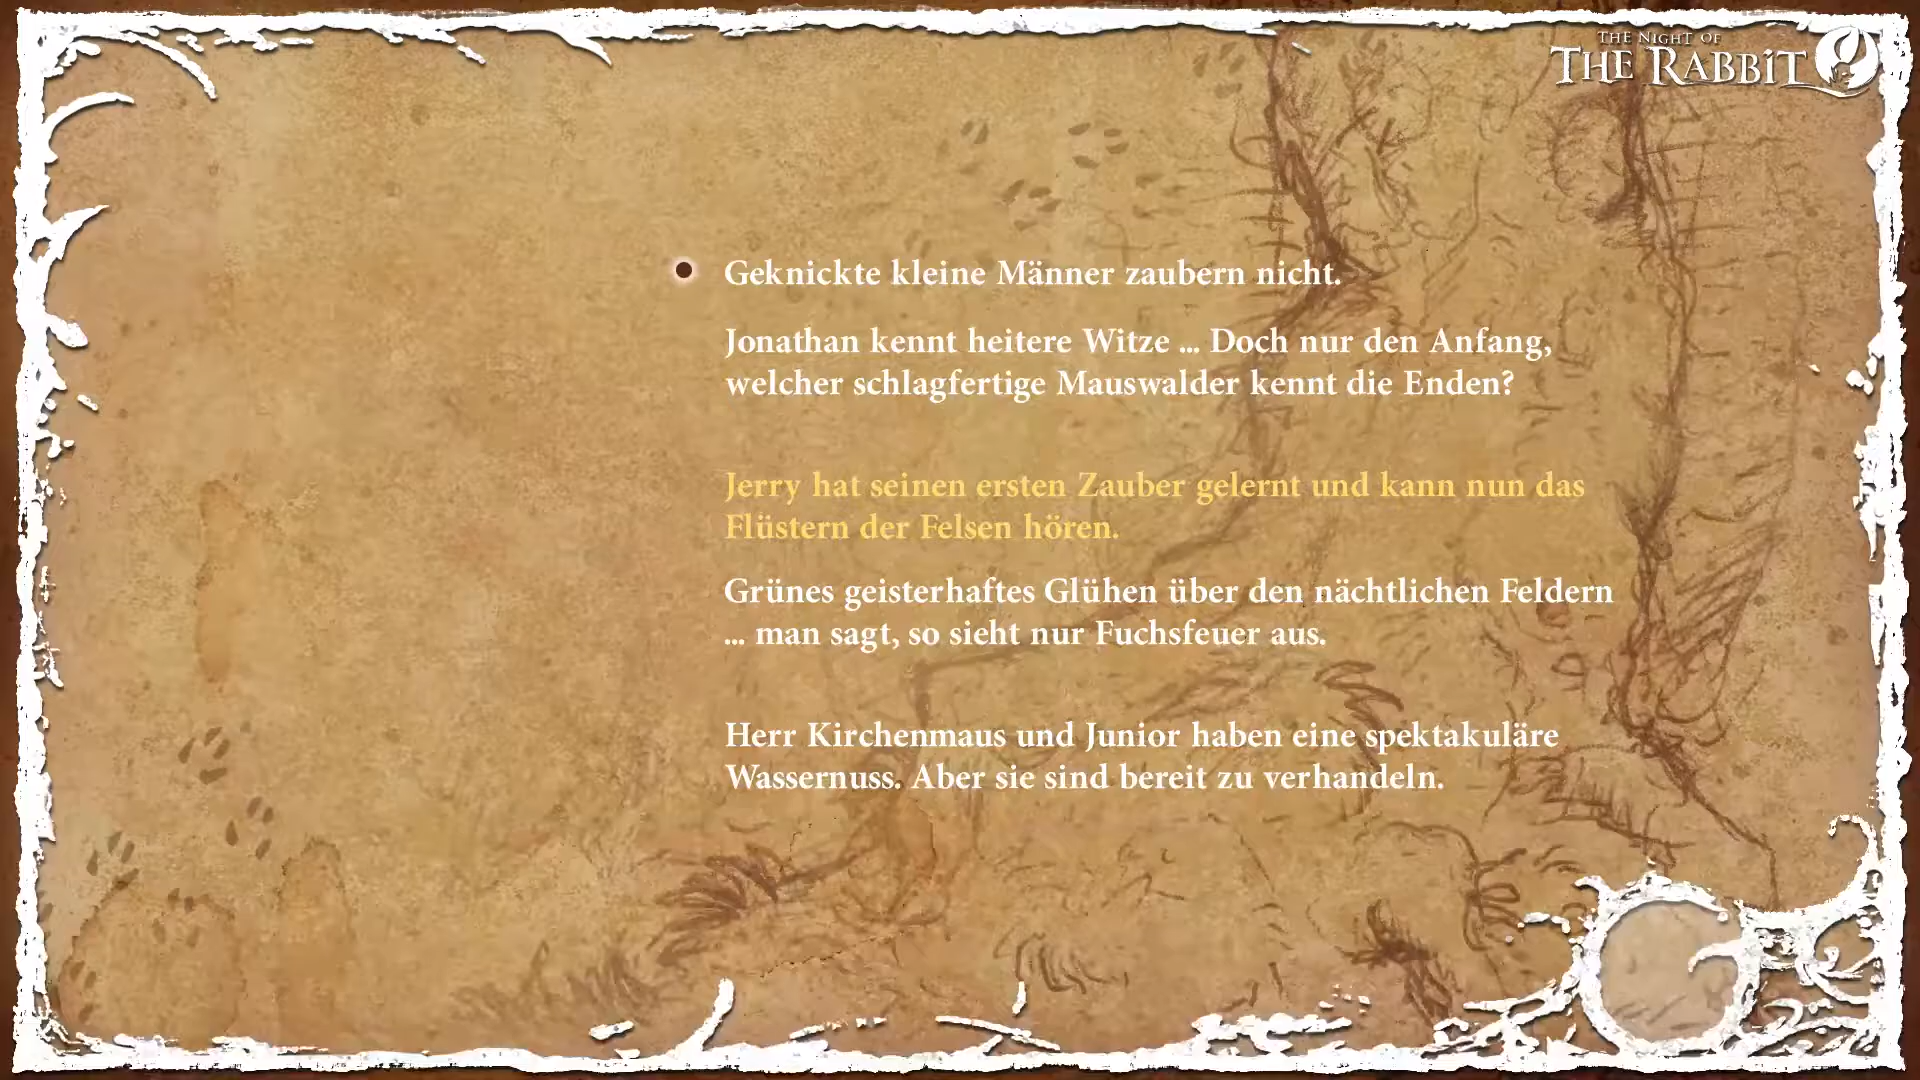 THE NIGHT OF
THE RABBIT
Geknickte kleine Männer zaubern nicht.
Jonathan kennt heitere Witze ... Doch nur den Anfang,
welcher schlagfertige Mauswalder kennt die Enden?
Jerry hat seinen ersten Zauber gelernt und kann nun das
Flüstern der Felsen hören.
Grünes geisterhaftes Glühen über den nächtlichen Feldern
... man sagt, so sieht nur Fuchsfeuer aus.
Herr Kirchenmaus und Junior haben eine spektakuläre
Wassernuss. Aber sie sind bereit zu verhandeln.